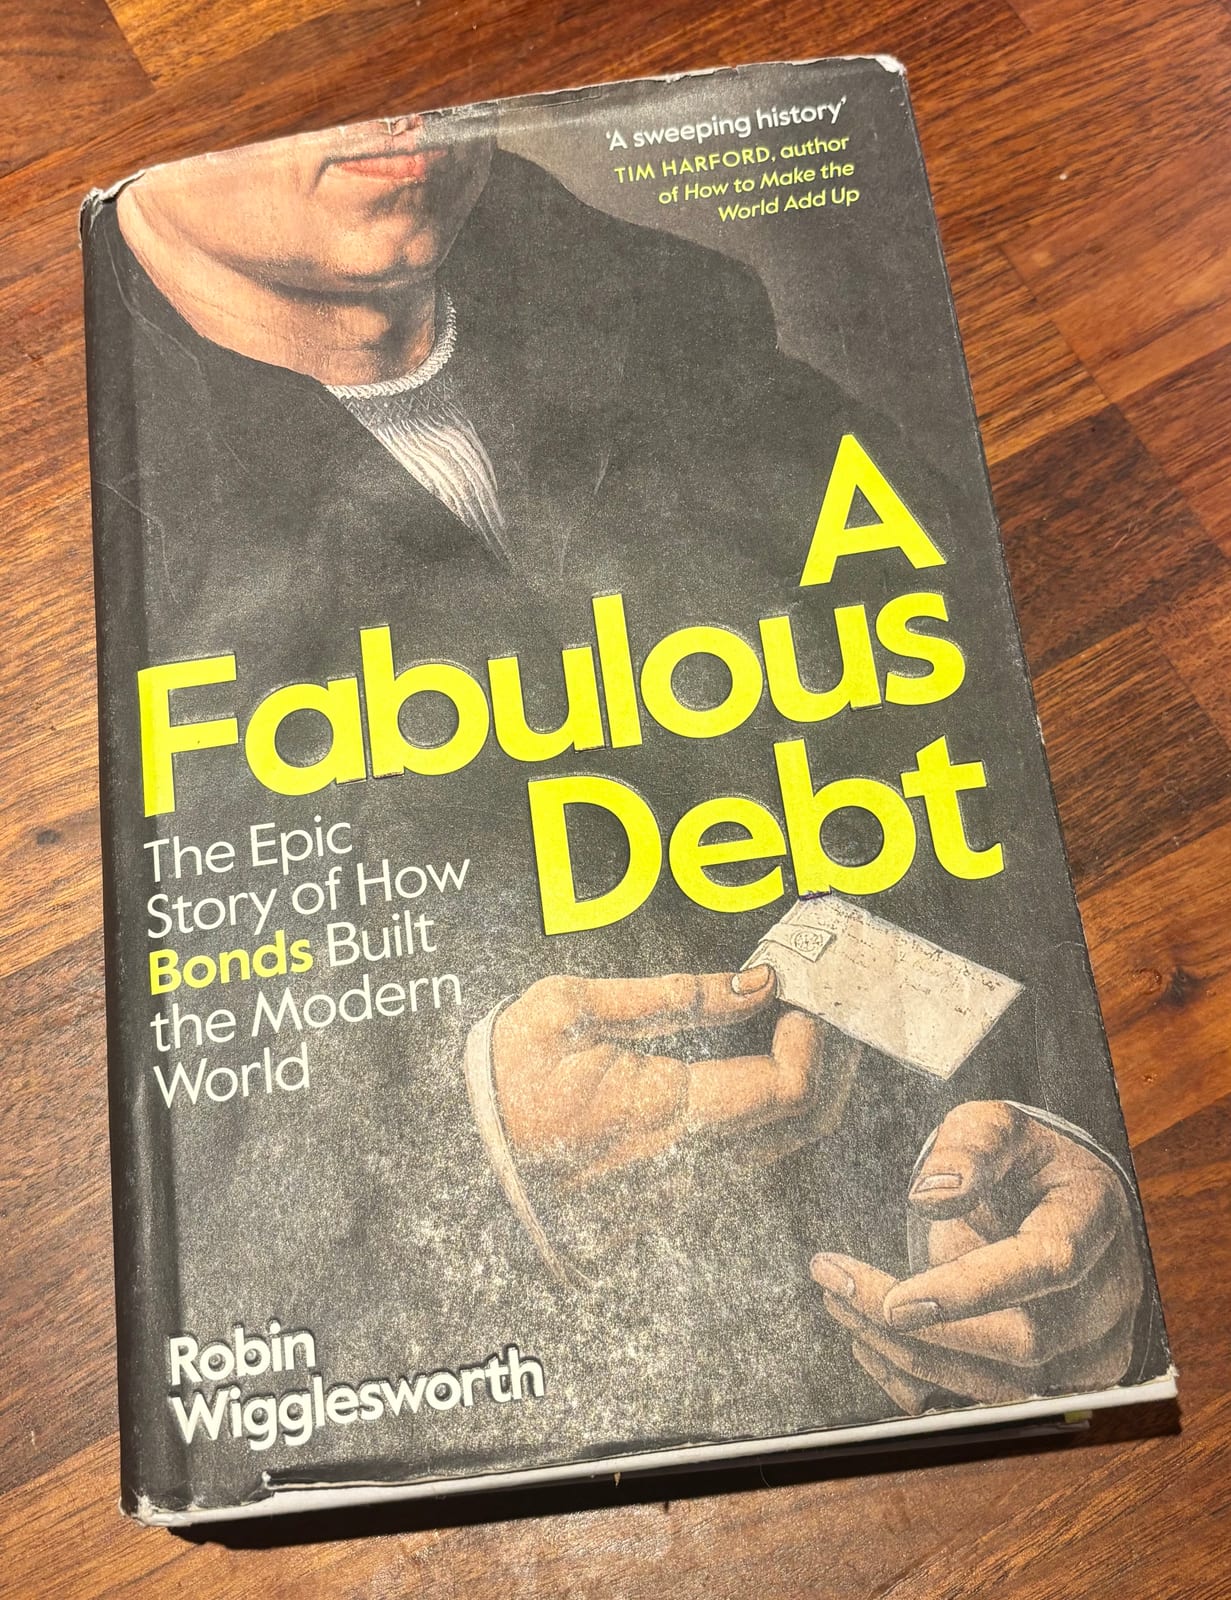 ‘A sweeping history’
TIM HARFORD, author
of How to Make the
World Add Up
A
Fabulous
Debt
The Epic
Story of How
Bonds Built
the Modern
World
Robin
Wigglesworth